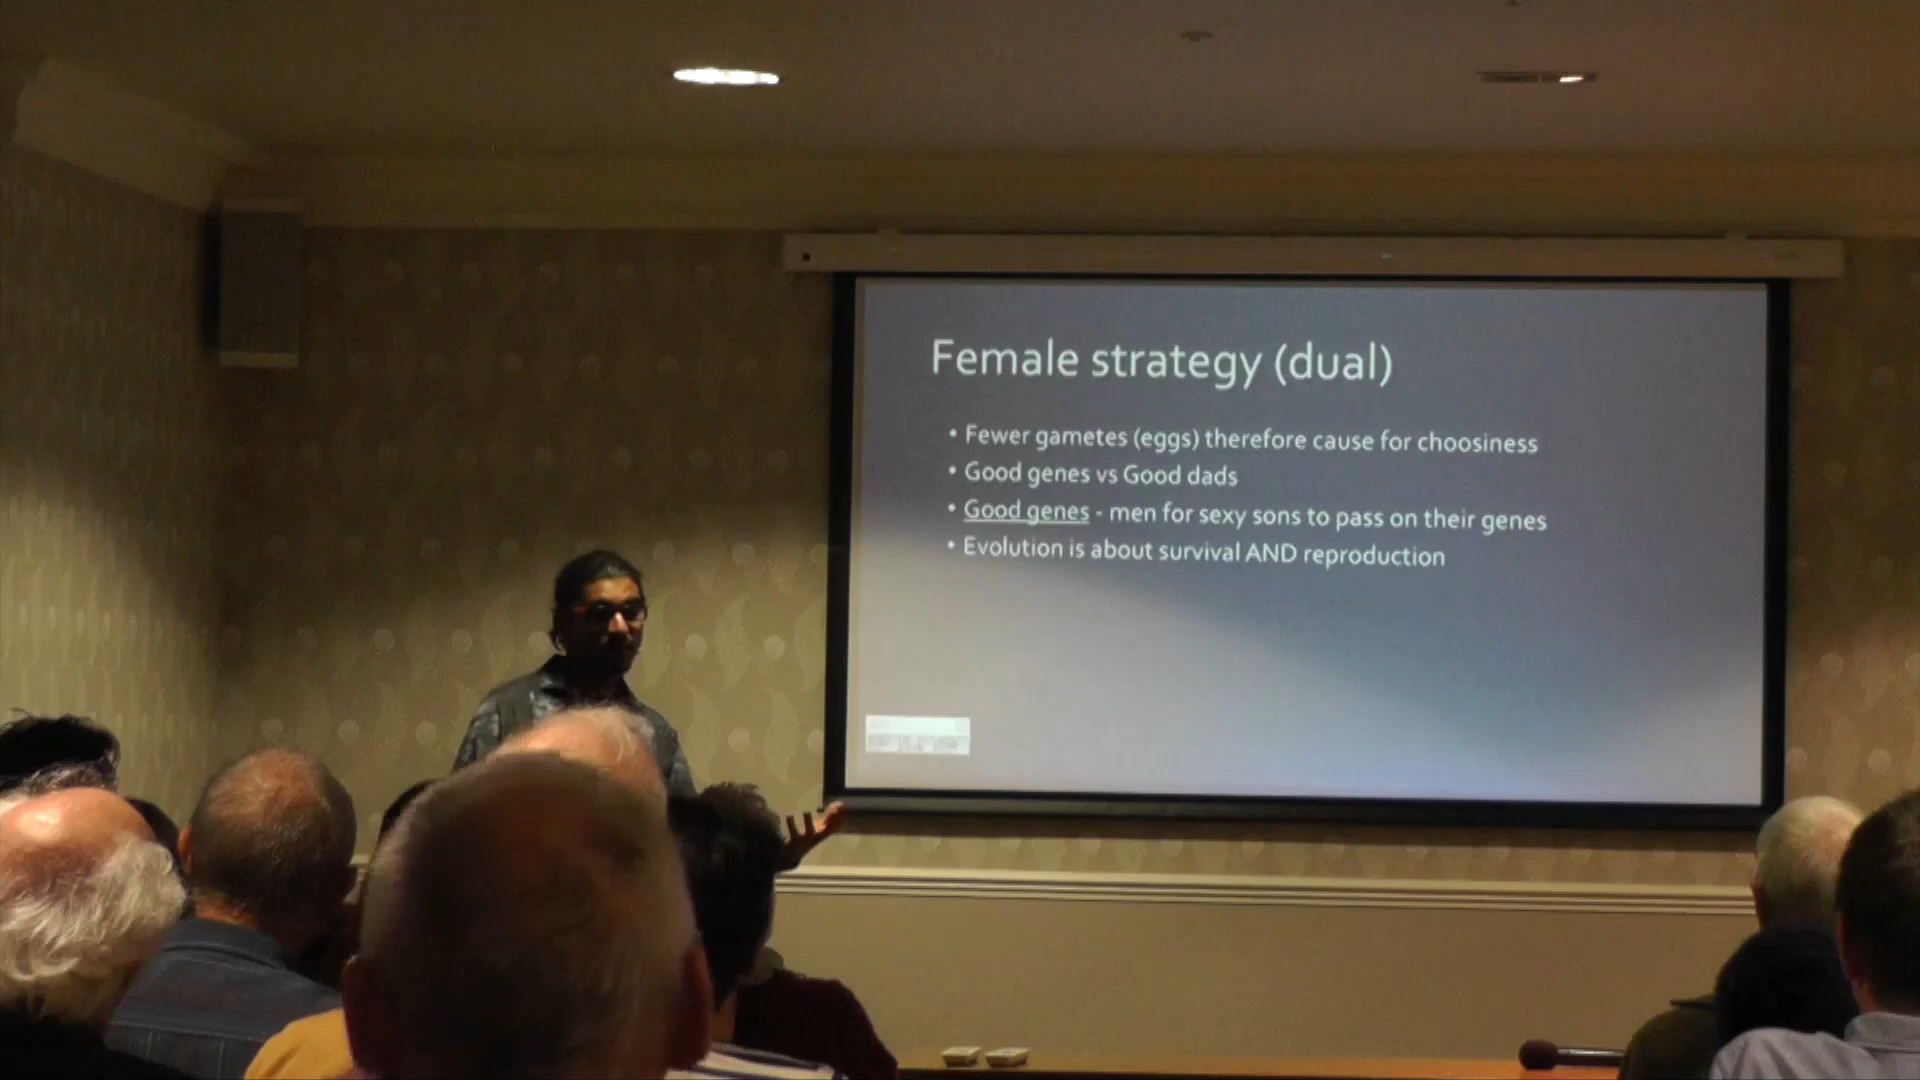 Female strategy (dual)
• Fewer gametes (eggs) therefore cause for choosiness
• Good genes vs Good dads
• Good genes - men for sexy sons to pass on their genes
• Evolution is about survival AND reproduction